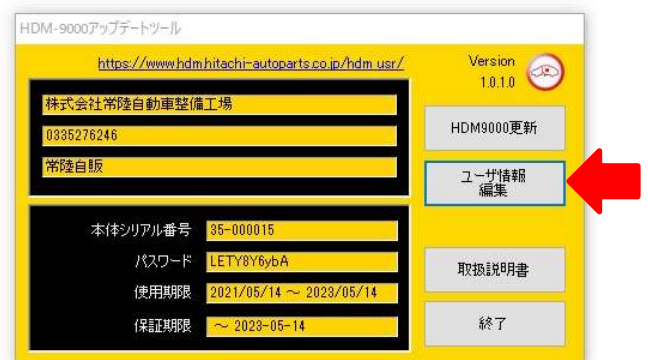 HDM-9000アップデートツール
https://www.hdm.hitachi-autoparts.co.jp/hdm_usr/
Version
1.0.1.0
株式会社常陸自動車整備工場
0335276246
常陸自販
HDM9000更新
ユーザ情報
編集
本体シリアル番号 35-000015
パスワード LETY8Y6ybA
使用期限 2021/05/14 ～ 2023/05/14
保証期限 ～ 2023-05-14
取扱説明書
終了